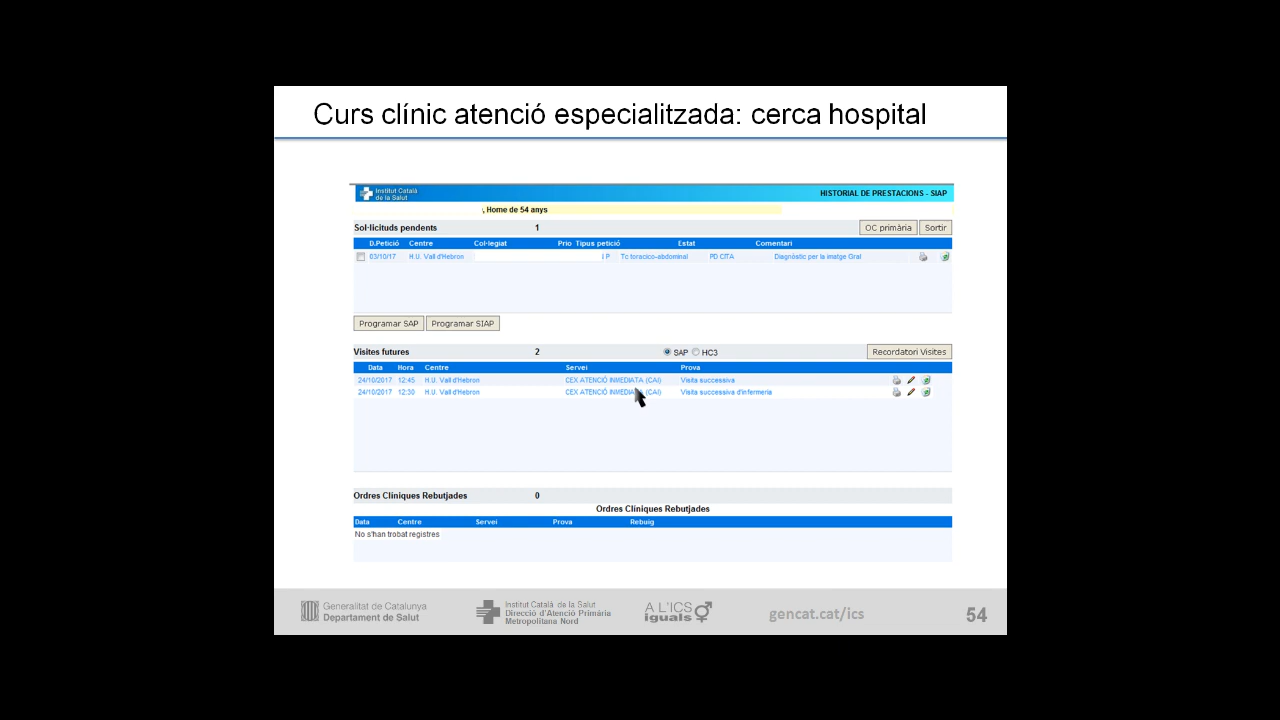 Curs clínic atenció especialitzada: cerca hospital
Institut Català
de la Salut
HISTORIAL DE PRESTACIONS - SIAP
, Home de 54 anys
Sol·licituds pendents 1 OC primària Sortir
D.Petició Centre Col·legiat Prio Tipus petició Estat Comentari
03/10/17 H.U. Vall d'Hebron I P Tc toracico-abdominal PD CITA Diagnòstic per la imatge Gral
Programar SAP Programar SIAP
Visites futures 2 SAP HC3 Recordatori Visites
Data Hora Centre Servei Prova
24/10/2017 12:45 H.U. Vall d'Hebron CEX ATENCIÓ INMEDIATA (CAI) Visita successiva
24/10/2017 12:30 H.U. Vall d'Hebron CEX ATENCIÓ INMEDIATA (CAI) Visita successiva d'infermeria
Ordres Clíniques Rebutjades 0
Ordres Clíniques Rebutjades
Data Centre Servei Prova Rebuig
No s'han trobat registres
Generalitat de Catalunya
Departament de Salut
Institut Català de la Salut
Direcció d'Atenció Primària
Metropolitana Nord
A L'ICS
iguals
gencat.cat/ics
54